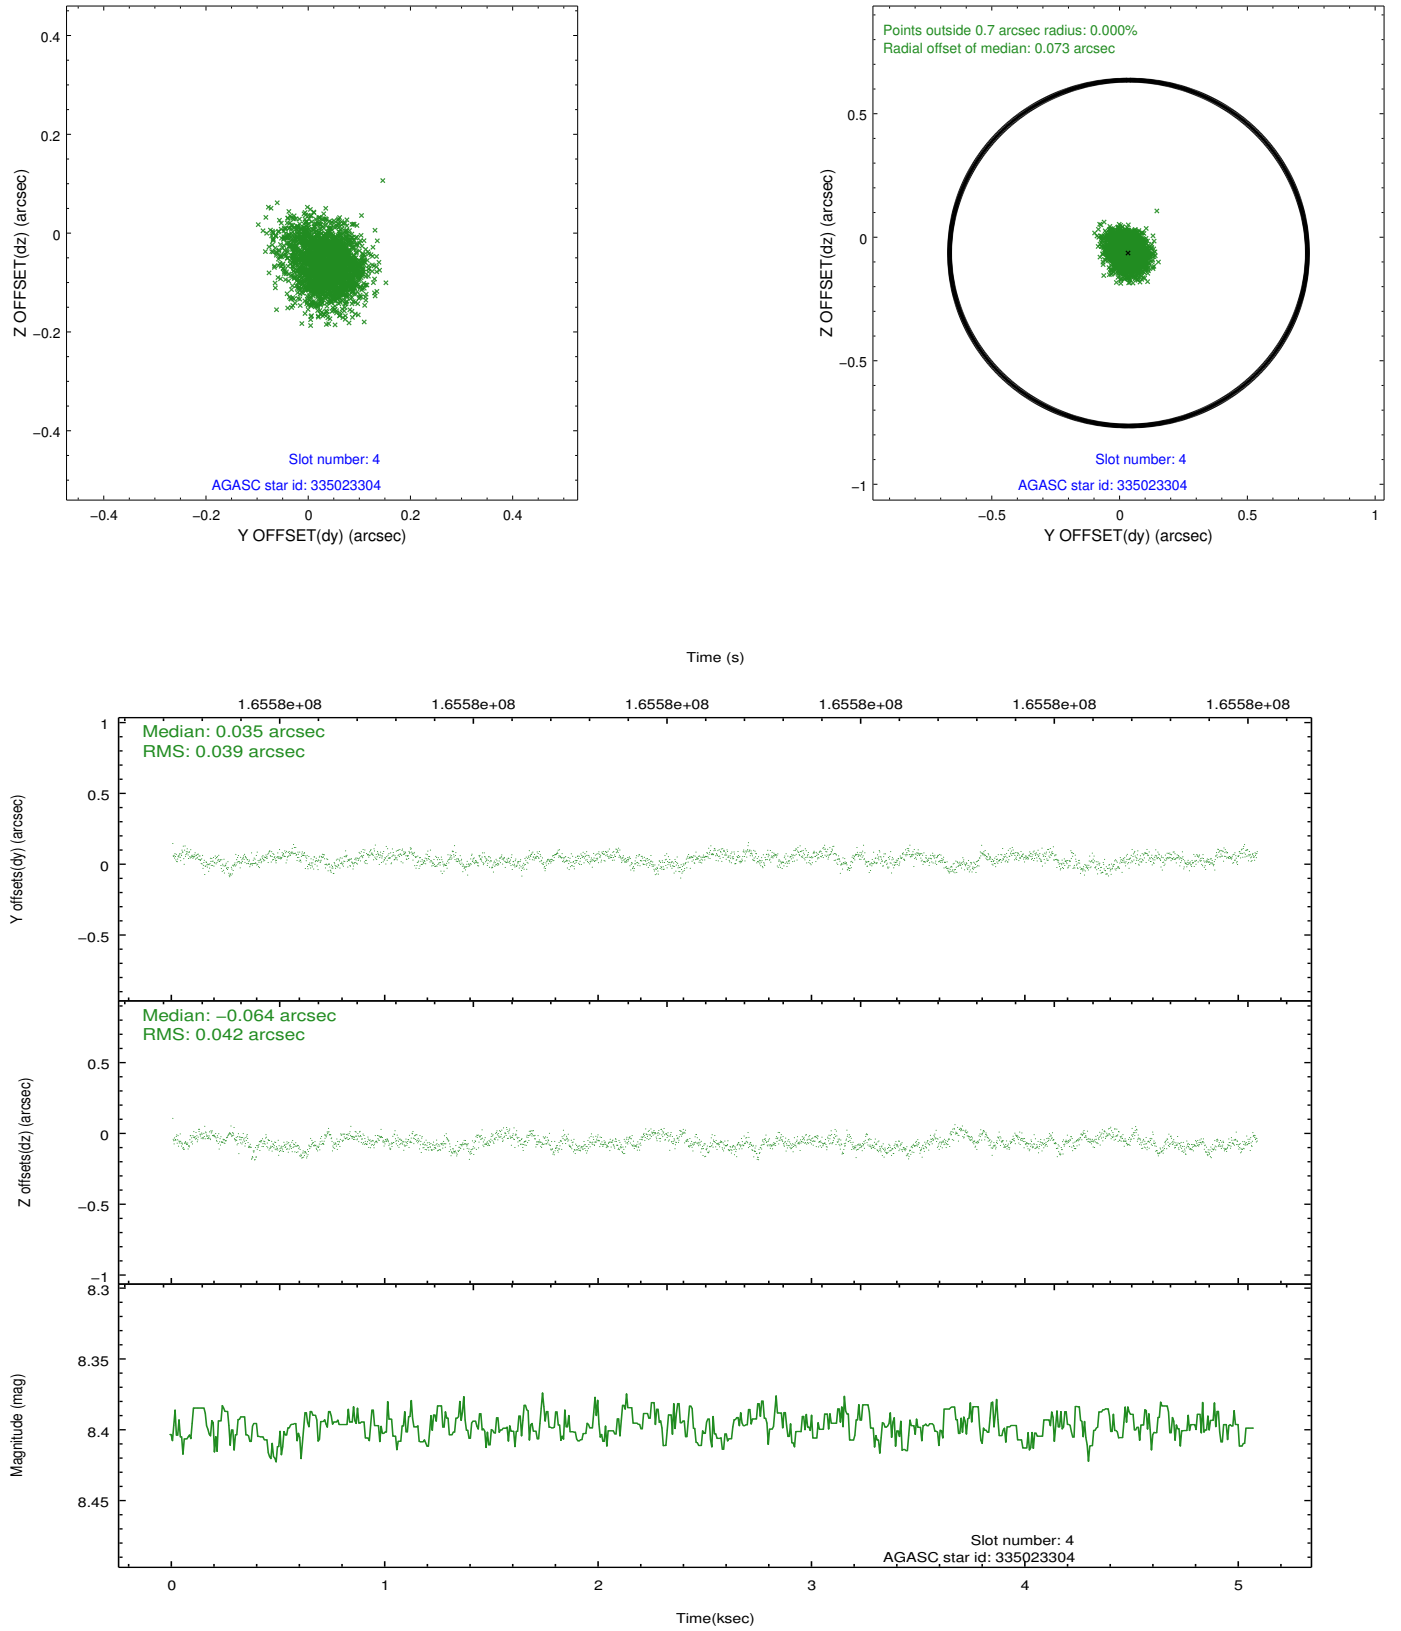 0.4
0.2
0
−0.2
−0.4
Z OFFSET(dz) (arcsec)
Slot number: 4
AGASC star id: 335023304
−0.4 −0.2 0 0.2 0.4
Y OFFSET(dy) (arcsec)
Points outside 0.7 arcsec radius: 0.000%
Radial offset of median: 0.073 arcsec
0.5
0
−0.5
−1
Z OFFSET(dz) (arcsec)
Slot number: 4
AGASC star id: 335023304
−0.5 0 0.5 1
Y OFFSET(dy) (arcsec)
Time (s)
1.6558e+08 1.6558e+08 1.6558e+08 1.6558e+08 1.6558e+08 1.6558e+08
Median: 0.035 arcsec
RMS: 0.039 arcsec
1
0.5
0
−0.5
Y offsets(dy) (arcsec)
Median: −0.064 arcsec
RMS: 0.042 arcsec
0.5
0
−0.5
−1
Z offsets(dz) (arcsec)
8.3
8.35
8.4
8.45
Magnitude (mag)
Slot number: 4
AGASC star id: 335023304
0 1 2 3 4 5
Time(ksec)